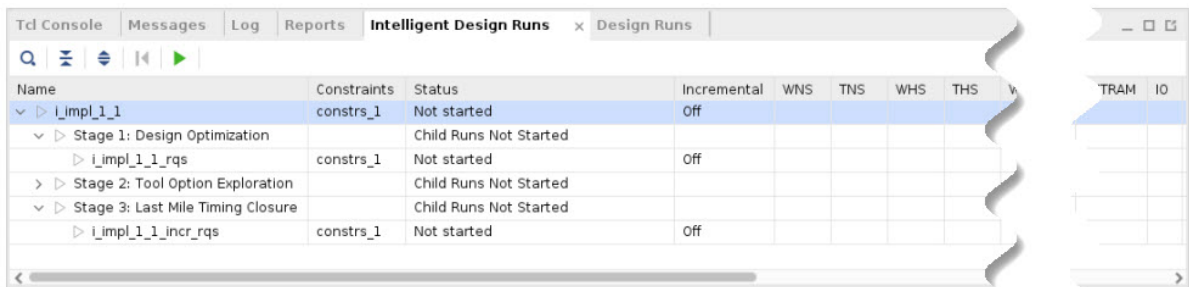 Tcl Console Messages Log Reports Intelligent Design Runs × Design Runs
Name Constraints Status Incremental WNS TNS WHS THS TRAM IO
i_impl_1_1 constrs_1 Not started Off
Stage 1: Design Optimization Child Runs Not Started
i_impl_1_1_rqs constrs_1 Not started Off
Stage 2: Tool Option Exploration Child Runs Not Started
Stage 3: Last Mile Timing Closure Child Runs Not Started
i_impl_1_1_incr_rqs constrs_1 Not started Off